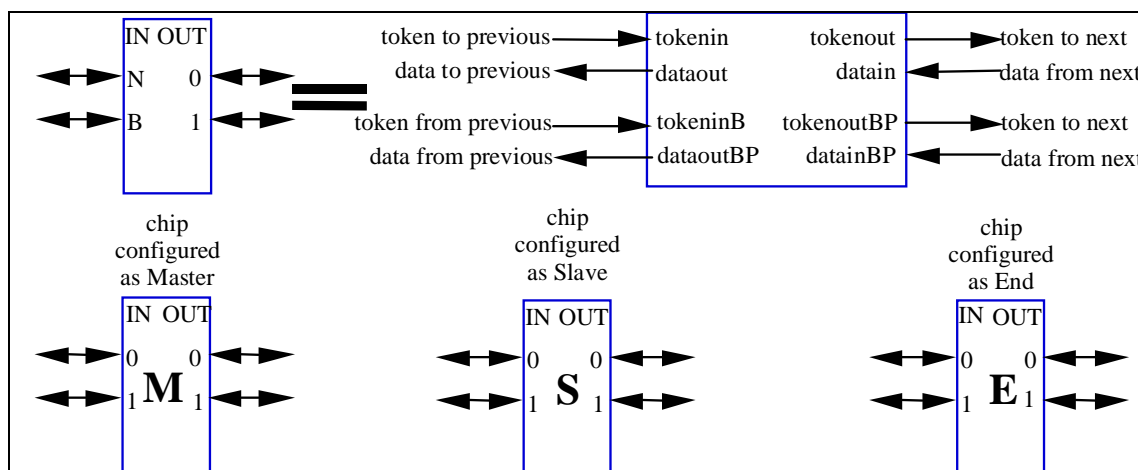 IN OUT
N 0
B 1
token to previous tokenin tokenout token to next
data to previous dataout datain data from next
token from previous tokeninB tokenoutBP token to next
data from previous dataoutBP datainBP data from next
chip
configured
as Master
IN OUT
0 0
1 M 1
chip
configured
as Slave
IN OUT
0 0
1 S 1
chip
configured
as End
IN OUT
0 0
1 E 1